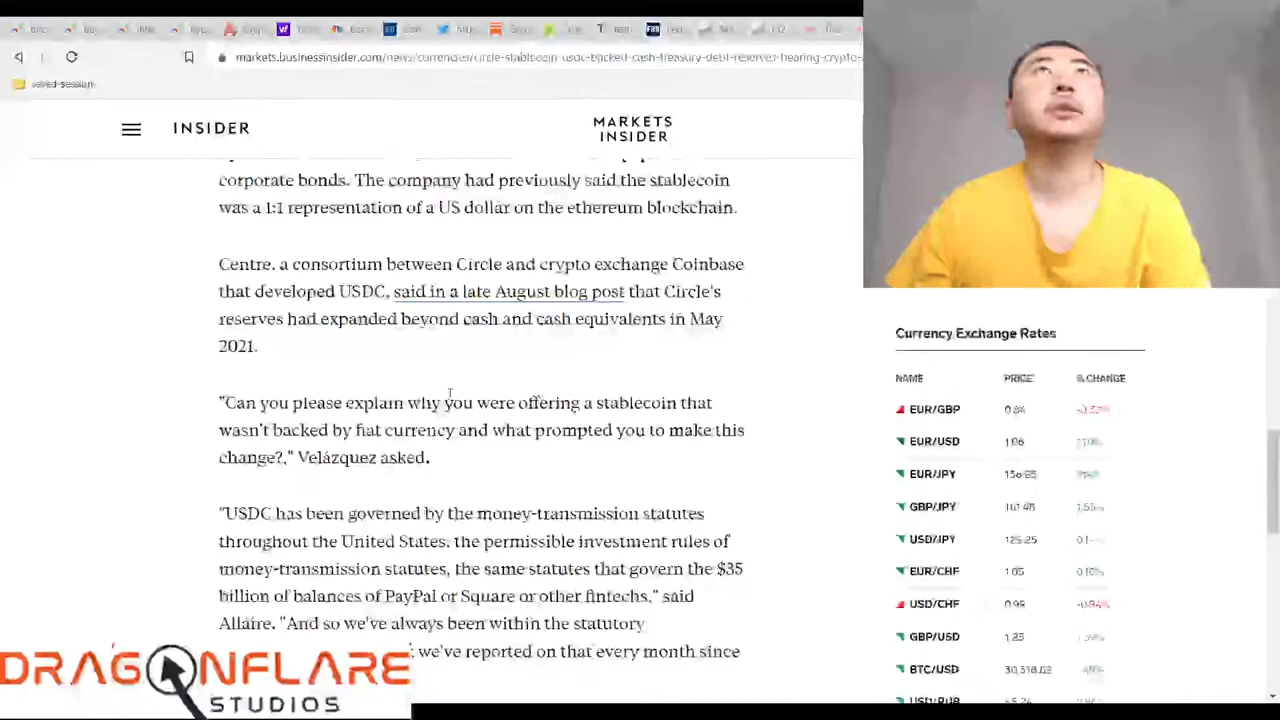 markets.businessinsider.com/news/currencies/circle-stablecoin-usdc-backed-cash-treasury-debt-reserver-hearing-crypto-
saved session
INSIDER
MARKETS
INSIDER
corporate bonds. The company had previously said the stablecoin
was a 1:1 representation of a US dollar on the ethereum blockchain.
Centre, a consortium between Circle and crypto exchange Coinbase
that developed USDC, said in a late August blog post that Circle's
reserves had expanded beyond cash and cash equivalents in May
2021.
"Can you please explain why you were offering a stablecoin that
wasn't backed by fiat currency and what prompted you to make this
change?," Velázquez asked.
"USDC has been governed by the money-transmission statutes
throughout the United States, the permissible investment rules of
money-transmission statutes, the same statutes that govern the $35
billion of balances of PayPal or Square or other fintechs," said
Allaire. "And so we've always been within the statutory
we've reported on that every month since
Currency Exchange Rates
NAME PRICE % CHANGE
EUR/GBP
EUR/USD
EUR/JPY
GBP/JPY
USD/JPY
EUR/CHF
USD/CHF
GBP/USD
BTC/USD
USD/RUB
DRAGONFLARE
STUDIOS